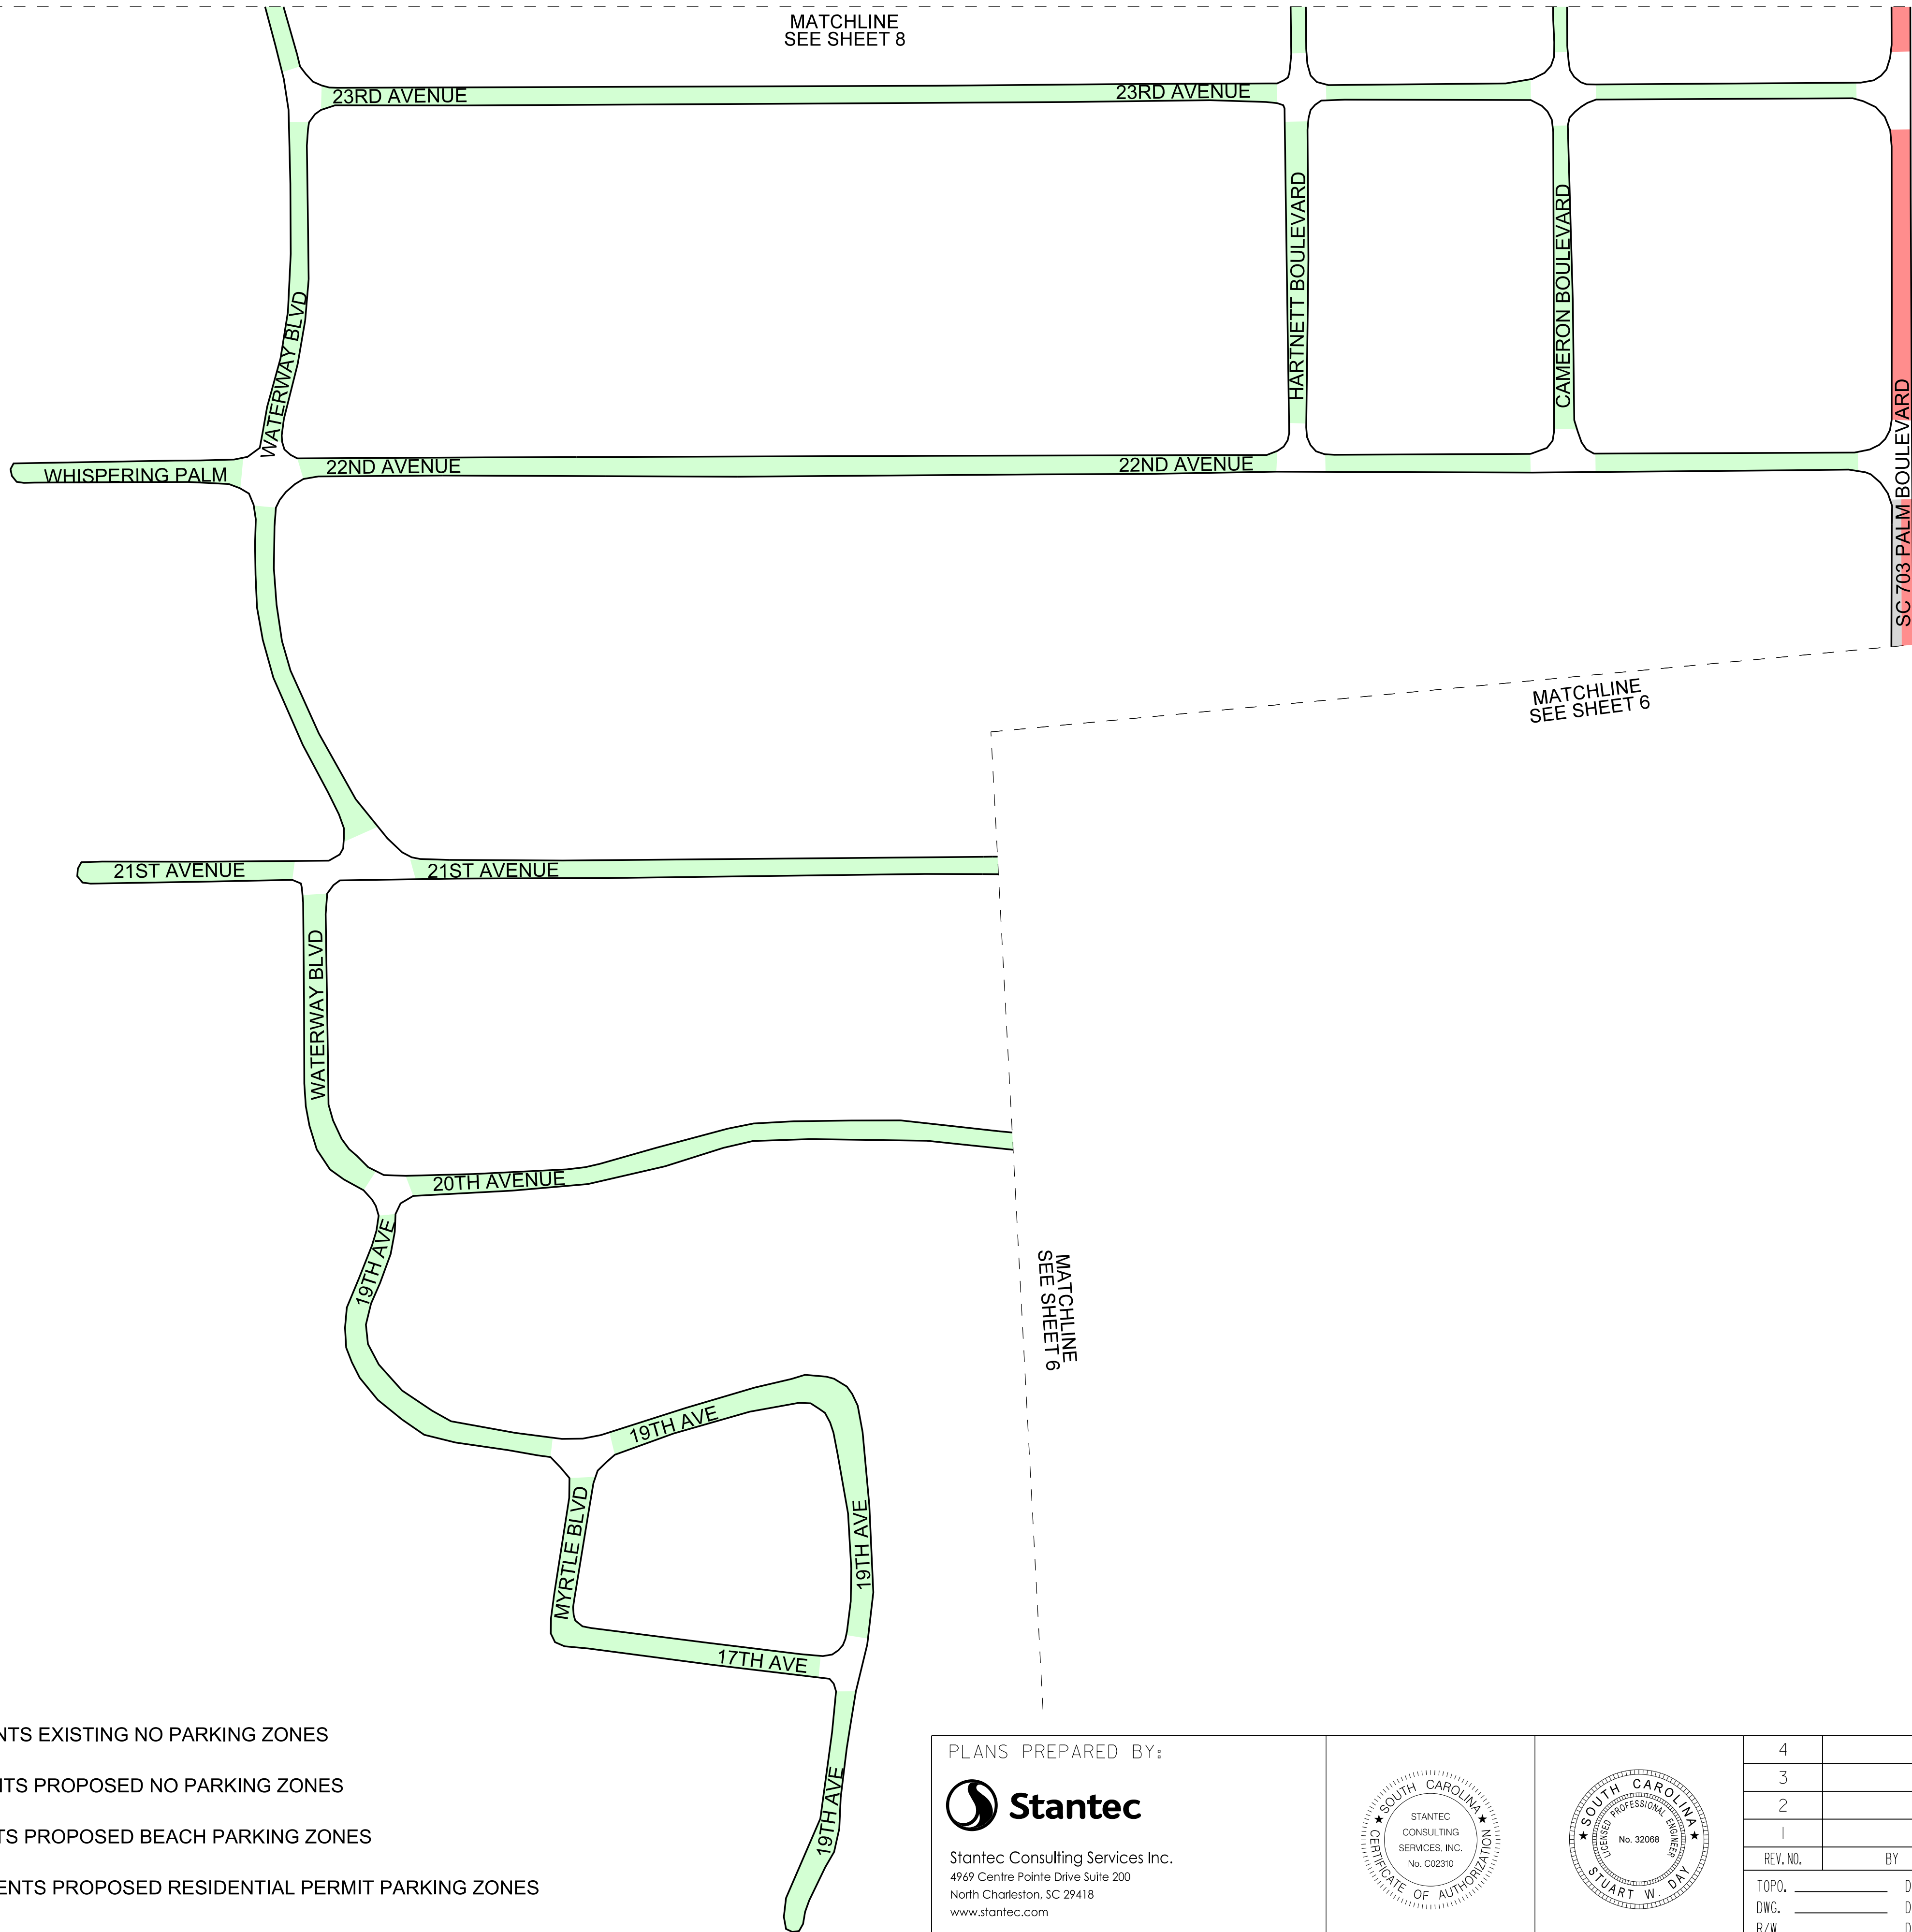 MATCHLINE
SEE SHEET 8
23RD AVENUE
23RD AVENUE
HARTNETT BOULEVARD
CAMERON BOULEVARD
WATERWAY BLVD
SC 703 PALM BOULEVARD
WHISPERING PALM
22ND AVENUE
22ND AVENUE
MATCHLINE
SEE SHEET 6
21ST AVENUE
21ST AVENUE
WATERWAY BLVD
20TH AVENUE
19TH AVE
MATCHLINE
SEE SHEET 6
19TH AVE
MYRTLE BLVD
19TH AVE
17TH AVE
19TH AVE
NTS EXISTING NO PARKING ZONES
NTS PROPOSED NO PARKING ZONES
TS PROPOSED BEACH PARKING ZONES
ENTS PROPOSED RESIDENTIAL PERMIT PARKING ZONES
PLANS PREPARED BY:
Stantec
Stantec Consulting Services Inc.
4969 Centre Pointe Drive Suite 200
North Charleston, SC 29418
www.stantec.com
SOUTH CAROLINA
STANTEC
CONSULTING
SERVICES, INC.
No. C02310
CERTIFICATE OF AUTHORIZATION
SOUTH CAROLINA
LICENSED PROFESSIONAL ENGINEER
No. 32068
STUART W. DAY
4
3
2
1
REV. NO. BY
TOPO. D
DWG. D
R/W D